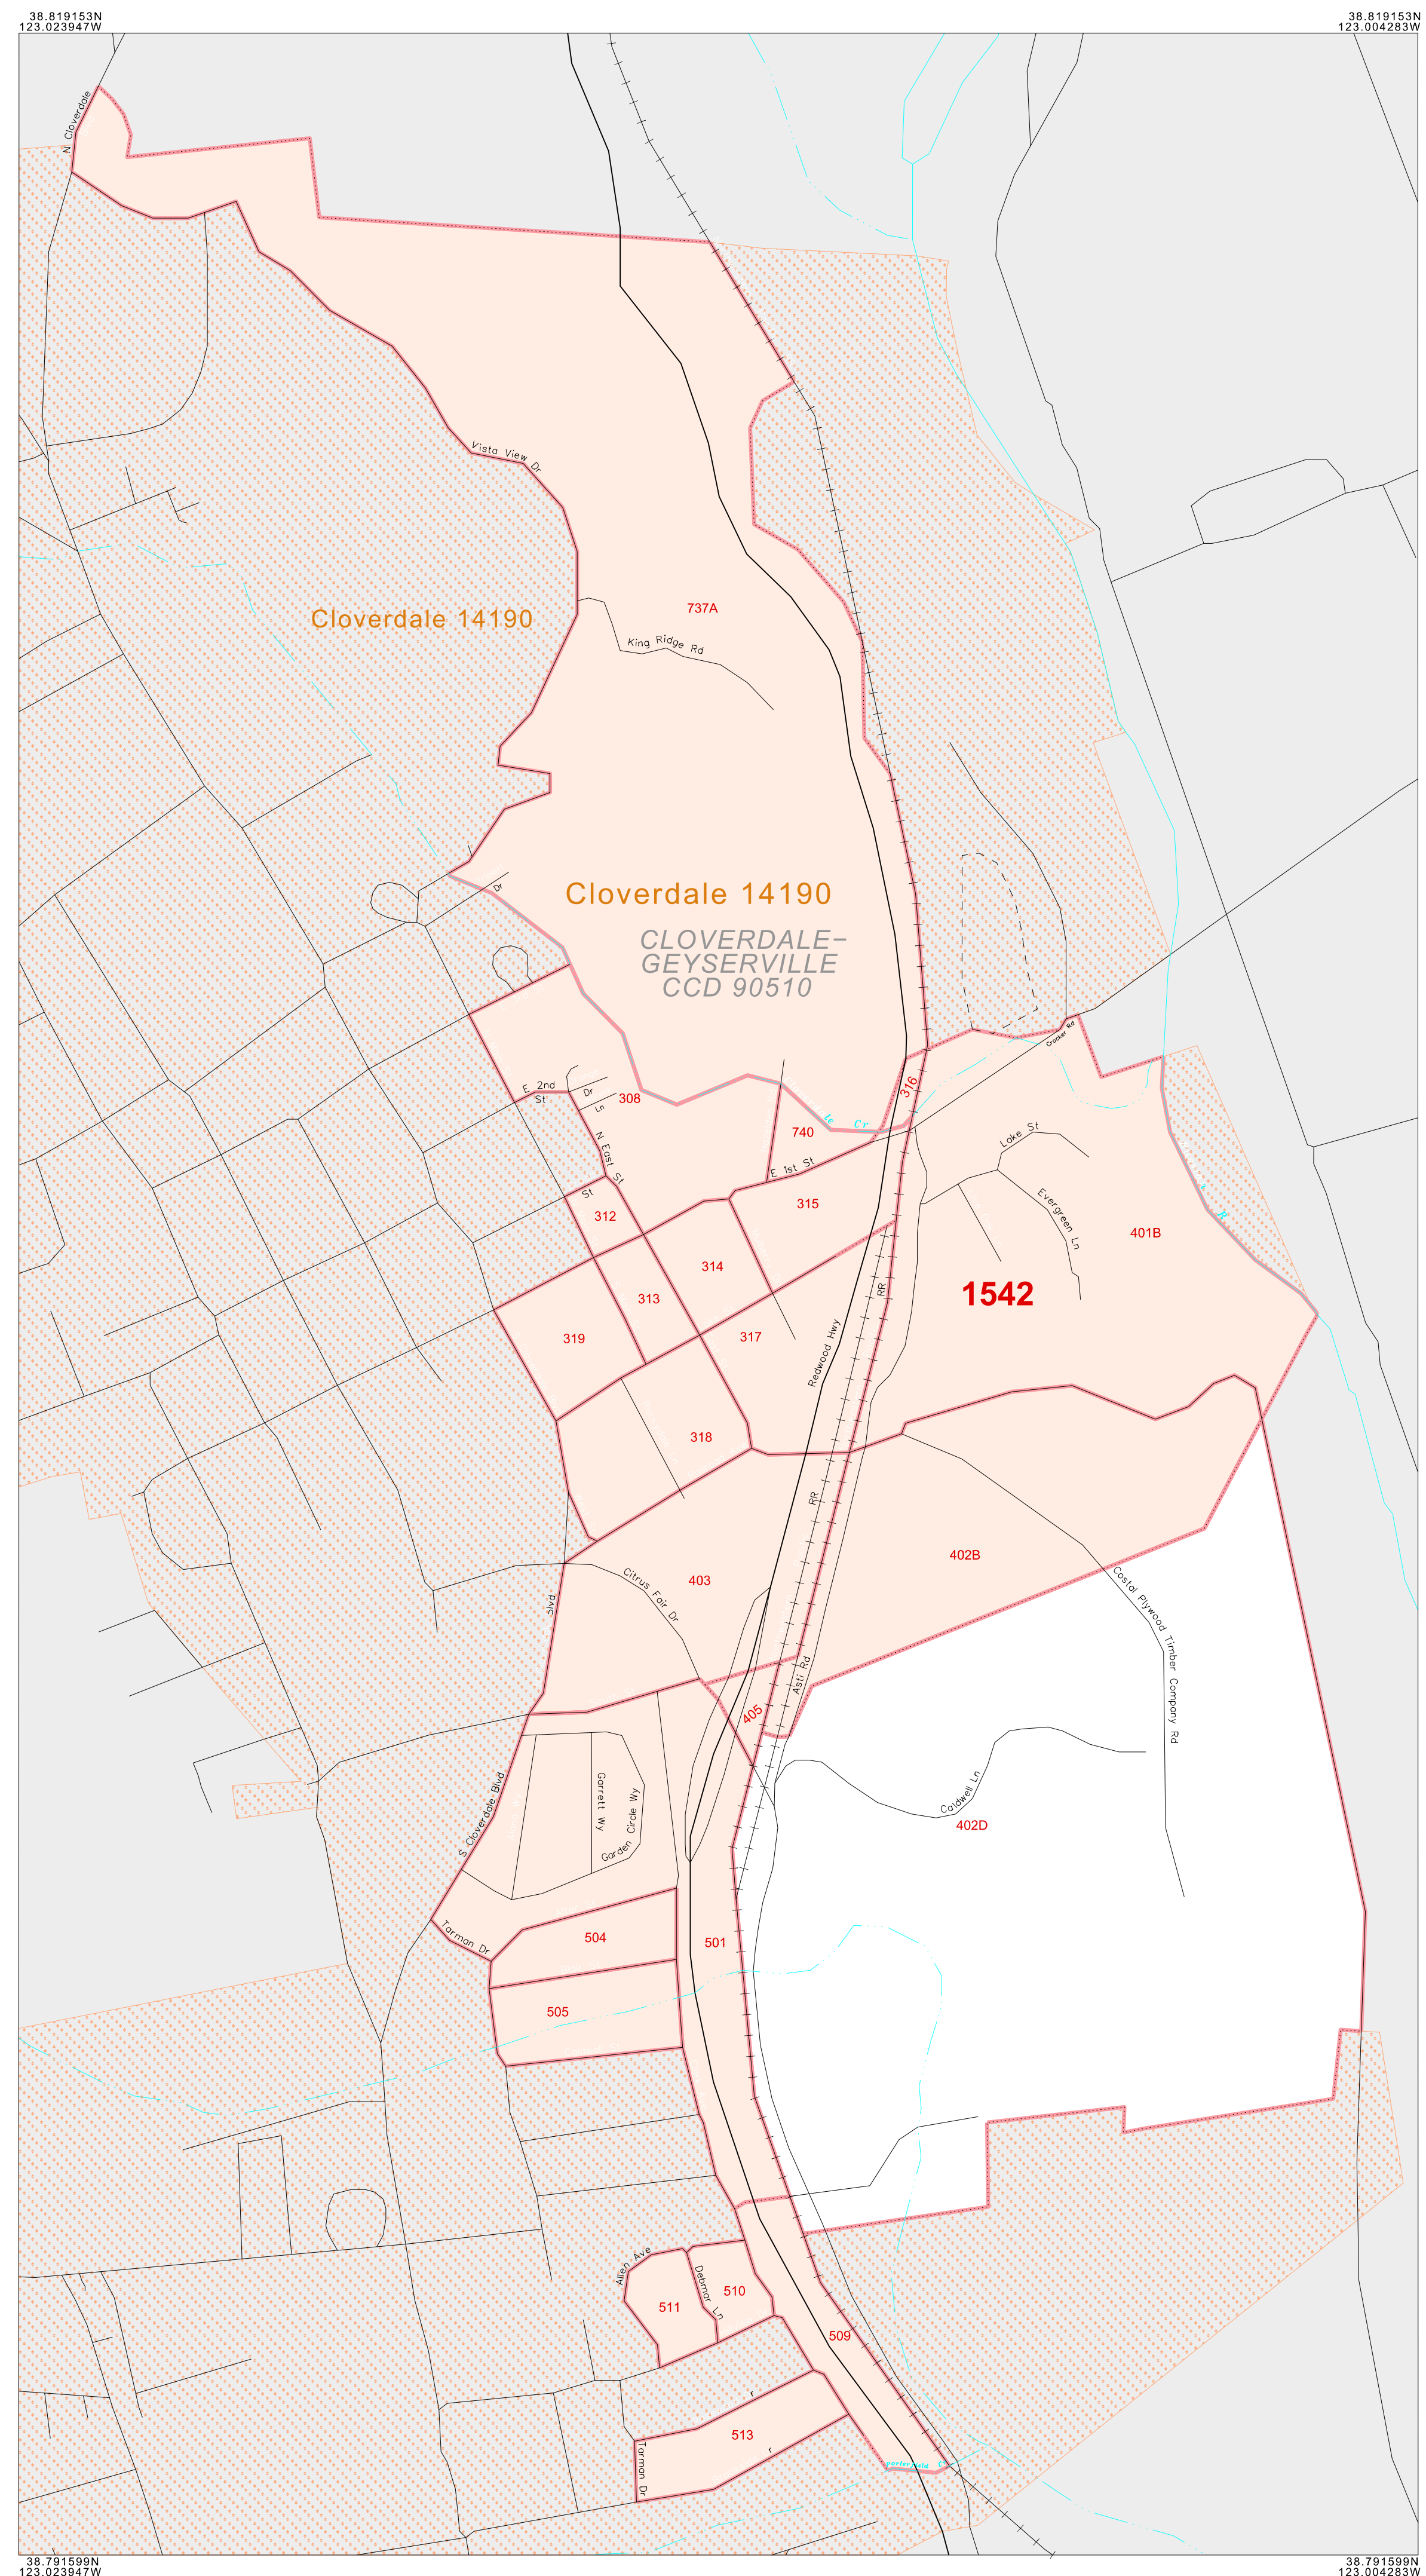 38.819153N
123.023947W
38.819153N
123.004283W
N Cloverdale
Vista View Dr
Cloverdale 14190
737A
King Ridge Rd
Cloverdale 14190
Dr
CLOVERDALE-
GEYSERVILLE
CCD 90510
Crocker Rd
316
E 2nd
St
Dr
308
Ln
le Cr
740
Lake St
N East St
E 1st St
St
315
312
Evergreen Ln
a R
401B
314
RR
1542
313
319
317
Redwood Hwy
318
RR
402B
403
Citrus Fair Dr
Costal Plywood Timber Company Rd
Blvd
Asti Rd
405
Garrett Wy
Garden Circle Wy
Caldwell Ln
S Cloverdale Blvd
402D
Tarman Dr
504
501
505
Allen Ave
Debmar Ln
510
511
509
r
513
r
Tarman Dr
porterfield C
38.791599N
123.023947W
38.791599N
123.004283W